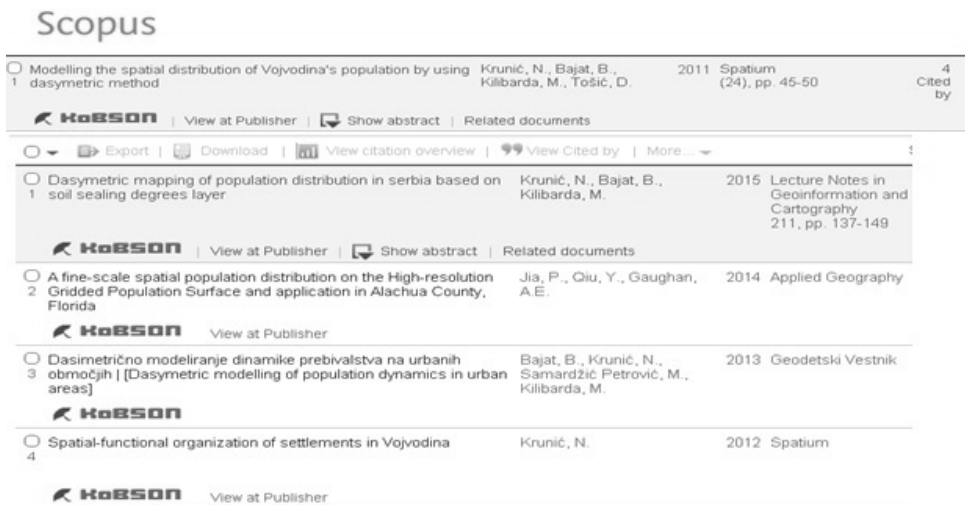 Scopus
Modelling the spatial distribution of Vojvodina's population by using Krunić, N., Bajat, B., 2011 Spatium 4
1 dasymetric method Kilibarda, M., Tošić, D. (24), pp. 45-50 Cited
by
KoBSON | View at Publisher | Show abstract | Related documents
Export | Download | View citation overview | View Cited by | More...
Dasymetric mapping of population distribution in serbia based on Krunić, N., Bajat, B., 2015 Lecture Notes in
1 soil sealing degrees layer Kilibarda, M. Geoinformation and
Cartography
211, pp. 137-149
KoBSON | View at Publisher | Show abstract | Related documents
A fine-scale spatial population distribution on the High-resolution Jia, P., Qiu, Y., Gaughan, 2014 Applied Geography
2 Gridded Population Surface and application in Alachua County, A.E.
Florida
KoBSON View at Publisher
Dasimetrično modeliranje dinamike prebivalstva na urbanih Bajat, B., Krunić, N., 2013 Geodetski Vestnik
3 območjih | [Dasymetric modelling of population dynamics in urban Samardžić Petrović, M.,
areas] Kilibarda, M.
KoBSON
Spatial-functional organization of settlements in Vojvodina Krunić, N. 2012 Spatium
4
KoBSON View at Publisher